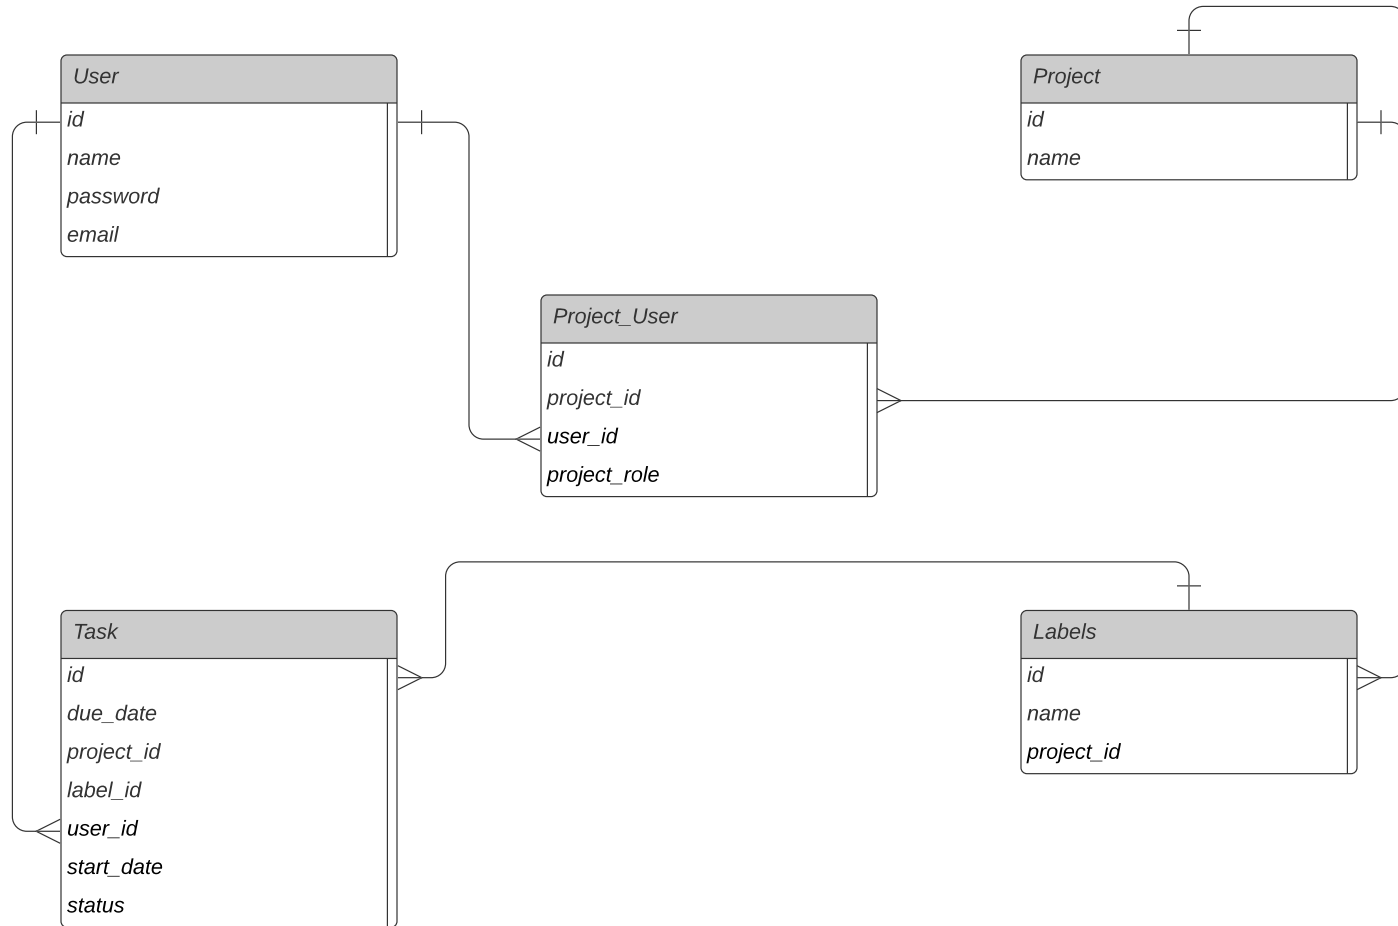 User
id
name
password
email
Project
id
name
Project_User
id
project_id
user_id
project_role
Task
id
due_date
project_id
label_id
user_id
start_date
status
Labels
id
name
project_id